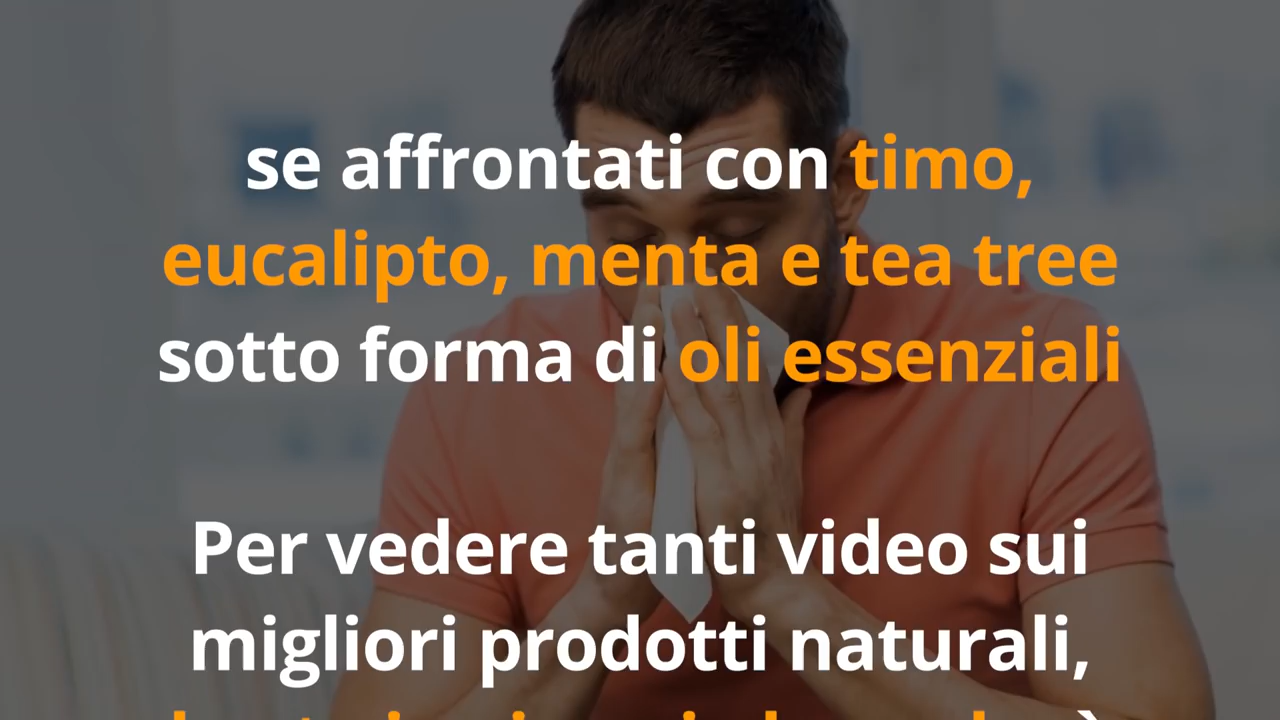 se affrontati con timo,
eucalipto, menta e tea tree
sotto forma di oli essenziali
Per vedere tanti video sui
migliori prodotti naturali,